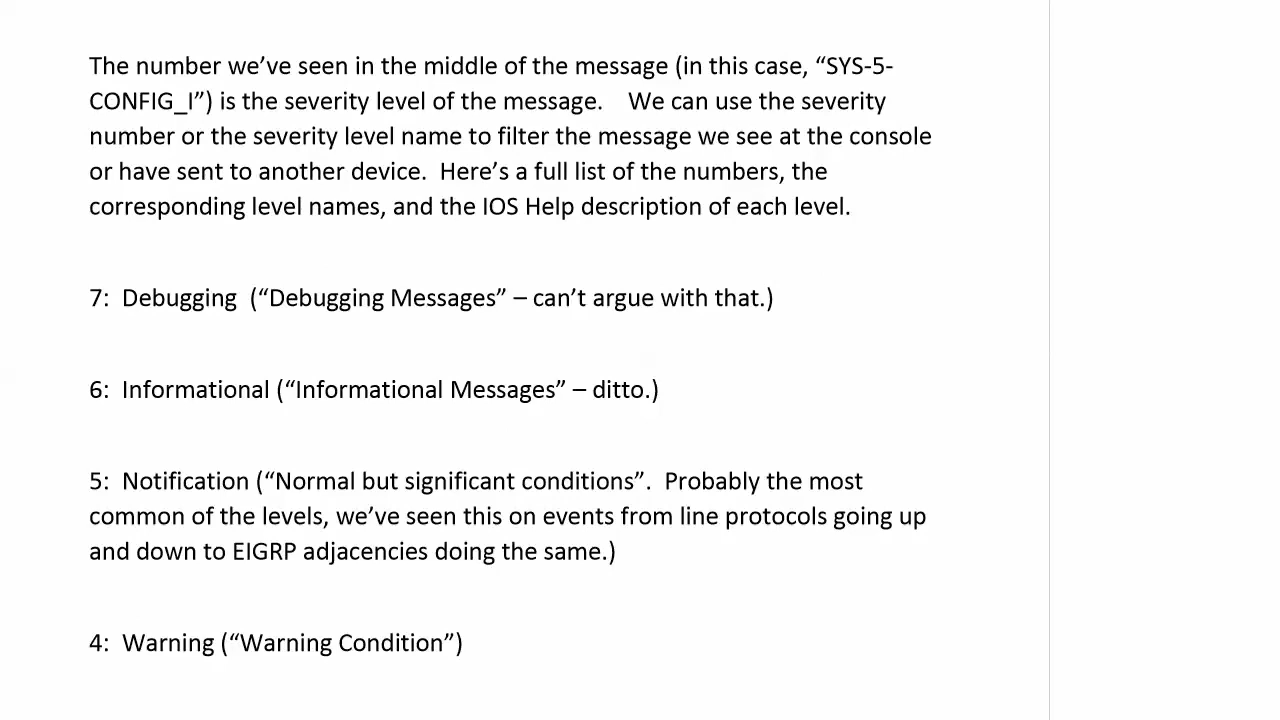 The number we’ve seen in the middle of the message (in this case, “SYS-5-
CONFIG_I”) is the severity level of the message.    We can use the severity
number or the severity level name to filter the message we see at the console
or have sent to another device.  Here’s a full list of the numbers, the
corresponding level names, and the IOS Help description of each level.
7:  Debugging  (“Debugging Messages” – can’t argue with that.)
6:  Informational (“Informational Messages” – ditto.)
5:  Notification (“Normal but significant conditions”.  Probably the most
common of the levels, we’ve seen this on events from line protocols going up
and down to EIGRP adjacencies doing the same.)
4:  Warning (“Warning Condition”)